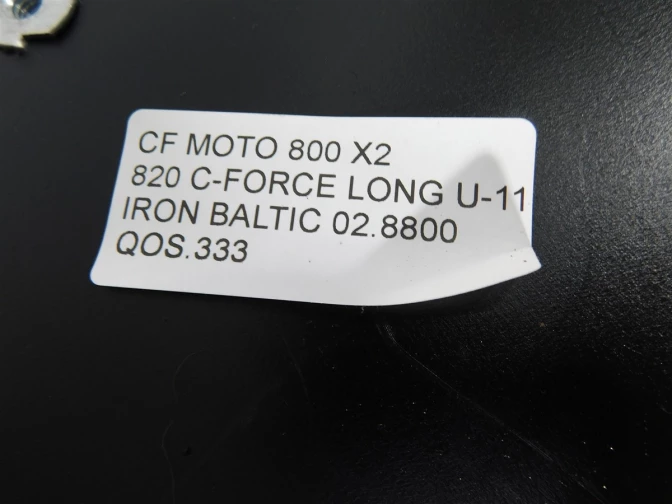 CF MOTO 800 X2
820 C-FORCE LONG U-11
IRON BALTIC 02.8800
QOS.333